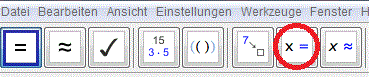 Datei Bearbeiten Ansicht Einstellungen Werkzeuge Fenster H
= ≈ ✓ 15 3·5 (( )) 7 x = x ≈